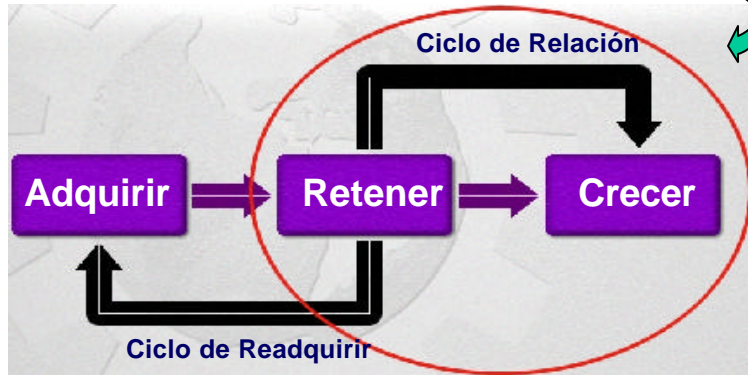 Ciclo de Relación
Adquirir
Retener
Crecer
Ciclo de Readquirir